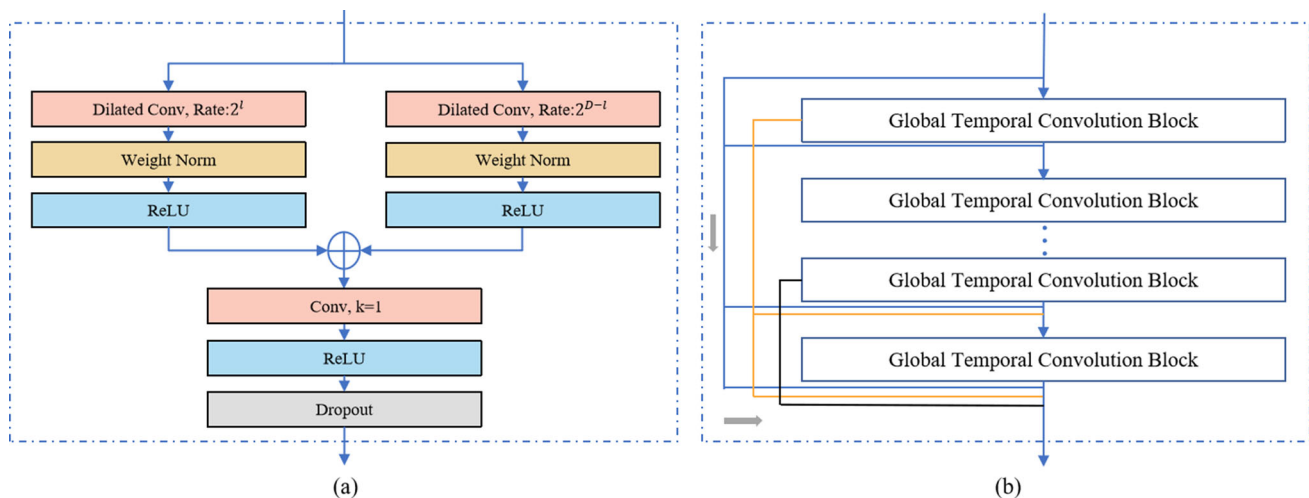 Dilated Conv, Rate:2^l
Weight Norm
ReLU
Dilated Conv, Rate:2^{D−l}
Weight Norm
ReLU
Conv, k=1
ReLU
Dropout
(a)
Global Temporal Convolution Block
Global Temporal Convolution Block
Global Temporal Convolution Block
Global Temporal Convolution Block
(b)